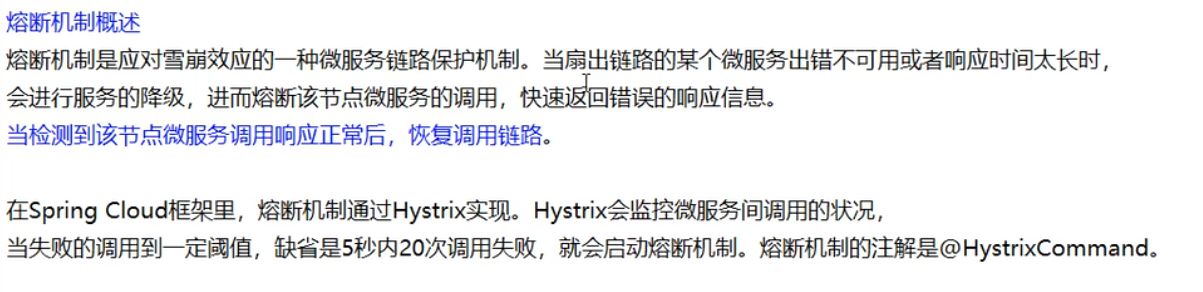 熔断机制概述
熔断机制是应对雪崩效应的一种微服务链路保护机制。当扇出链路的某个微服务出错不可用或者响应时间太长时，
会进行服务的降级，进而熔断该节点微服务的调用，快速返回错误的响应信息。
当检测到该节点微服务调用响应正常后，恢复调用链路。
在Spring Cloud框架里，熔断机制通过Hystrix实现。Hystrix会监控微服务间调用的状况，
当失败的调用到一定阈值，缺省是5秒内20次调用失败，就会启动熔断机制。熔断机制的注解是@HystrixCommand。